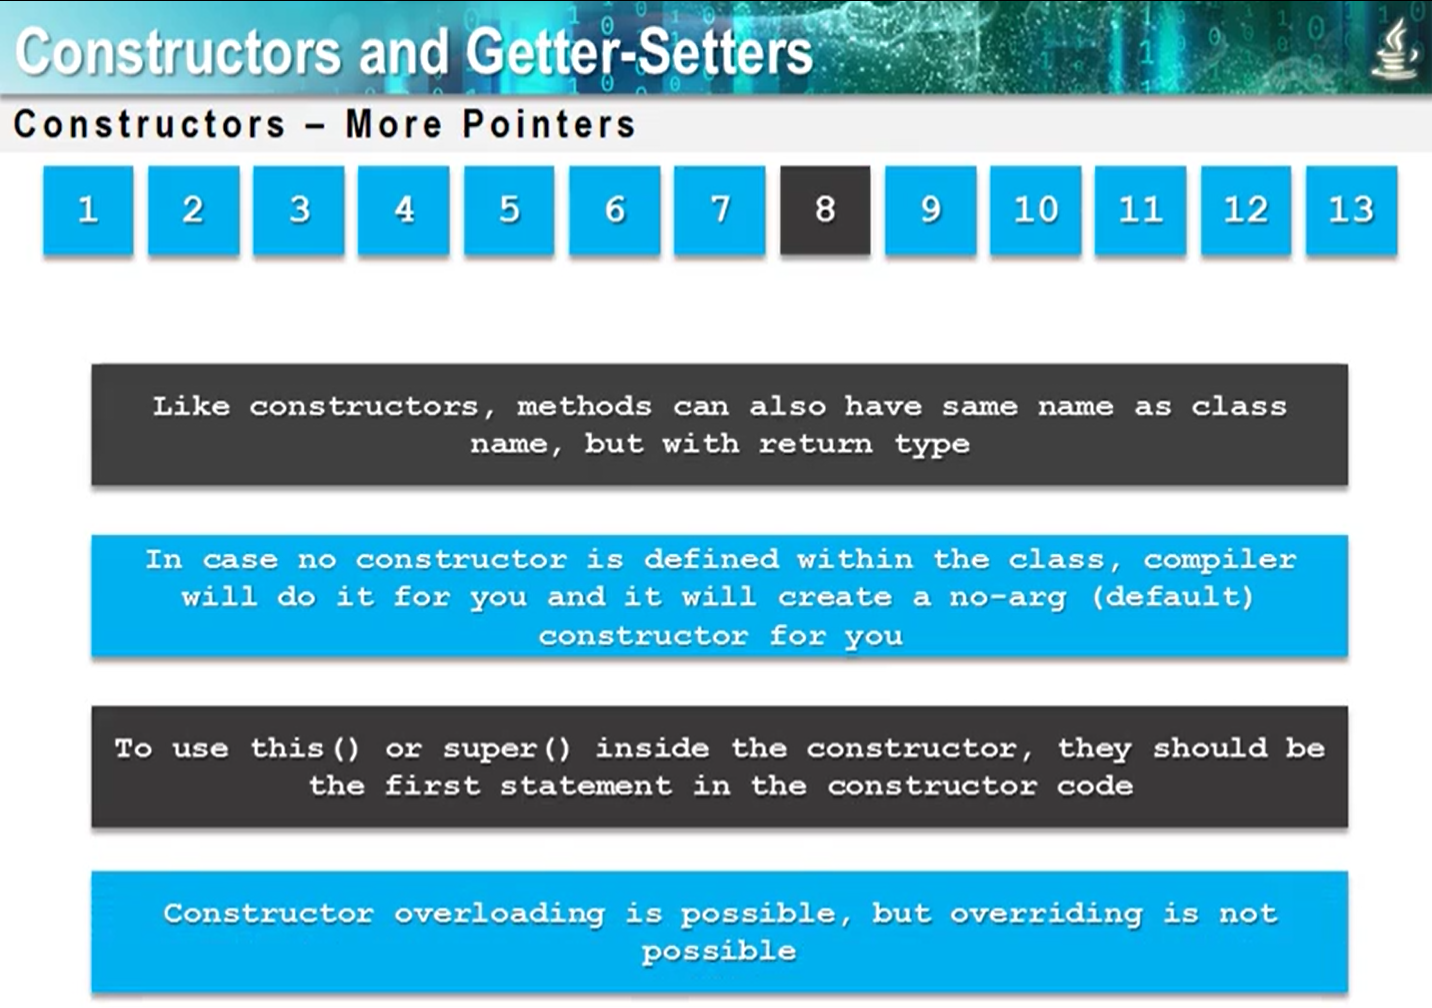 Constructors and Getter-Setters
Constructors – More Pointers
1 2 3 4 5 6 7 8 9 10 11 12 13
Like constructors, methods can also have same name as class
name, but with return type
In case no constructor is defined within the class, compiler
will do it for you and it will create a no-arg (default)
constructor for you
To use this() or super() inside the constructor, they should be
the first statement in the constructor code
Constructor overloading is possible, but overriding is not
possible